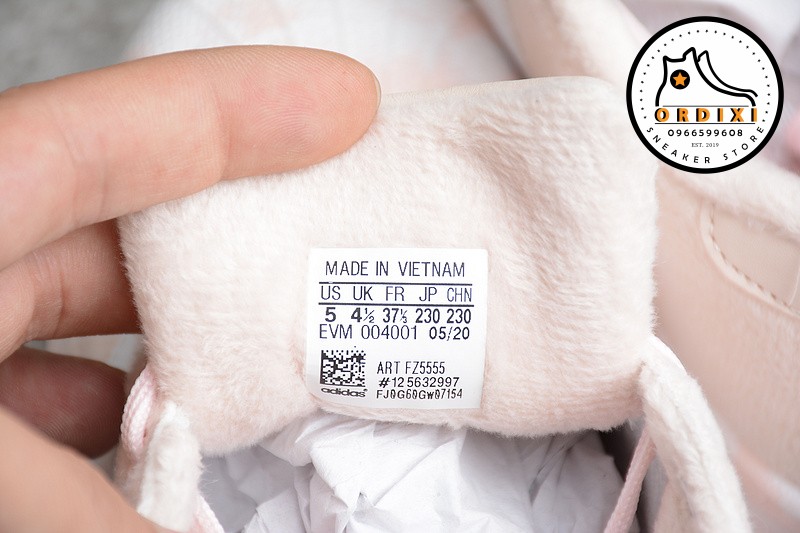 ORDIXI
0966599608
EST. 2019
SNEAKER STORE
MADE IN VIETNAM
US UK FR JP CHN
5 4½ 37⅓ 230 230
EVM 004001 05/20
ART FZ5555
#125632997
adidas
FJ0G60GW07154